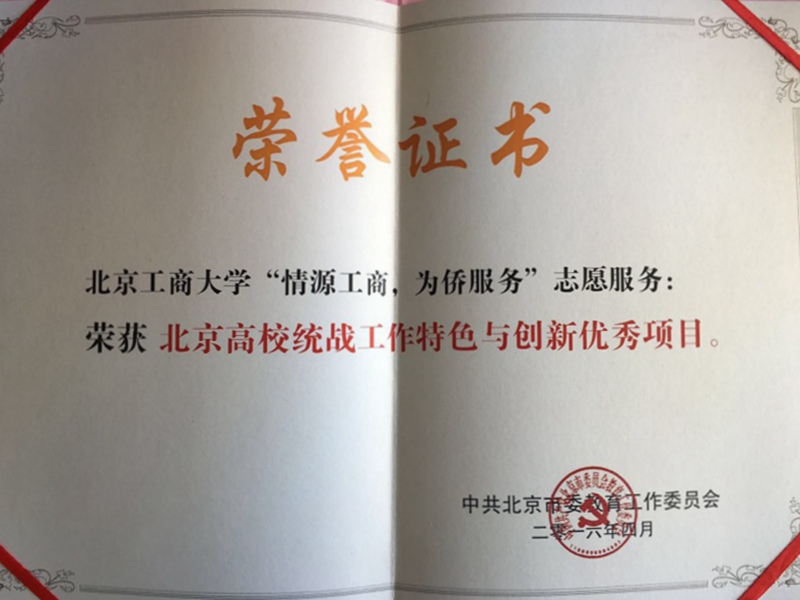 荣誉证书
北京工商大学“情源工商，为侨服务”志愿服务：
荣获 北京高校统战工作特色与创新优秀项目。
中共北京市委教育工作委员会
二零一六年四月